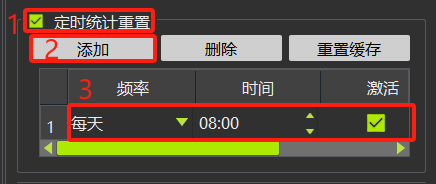 1 定时统计重置
2 添加 删除 重置缓存
3 频率 时间 激活
1 每天 08:00